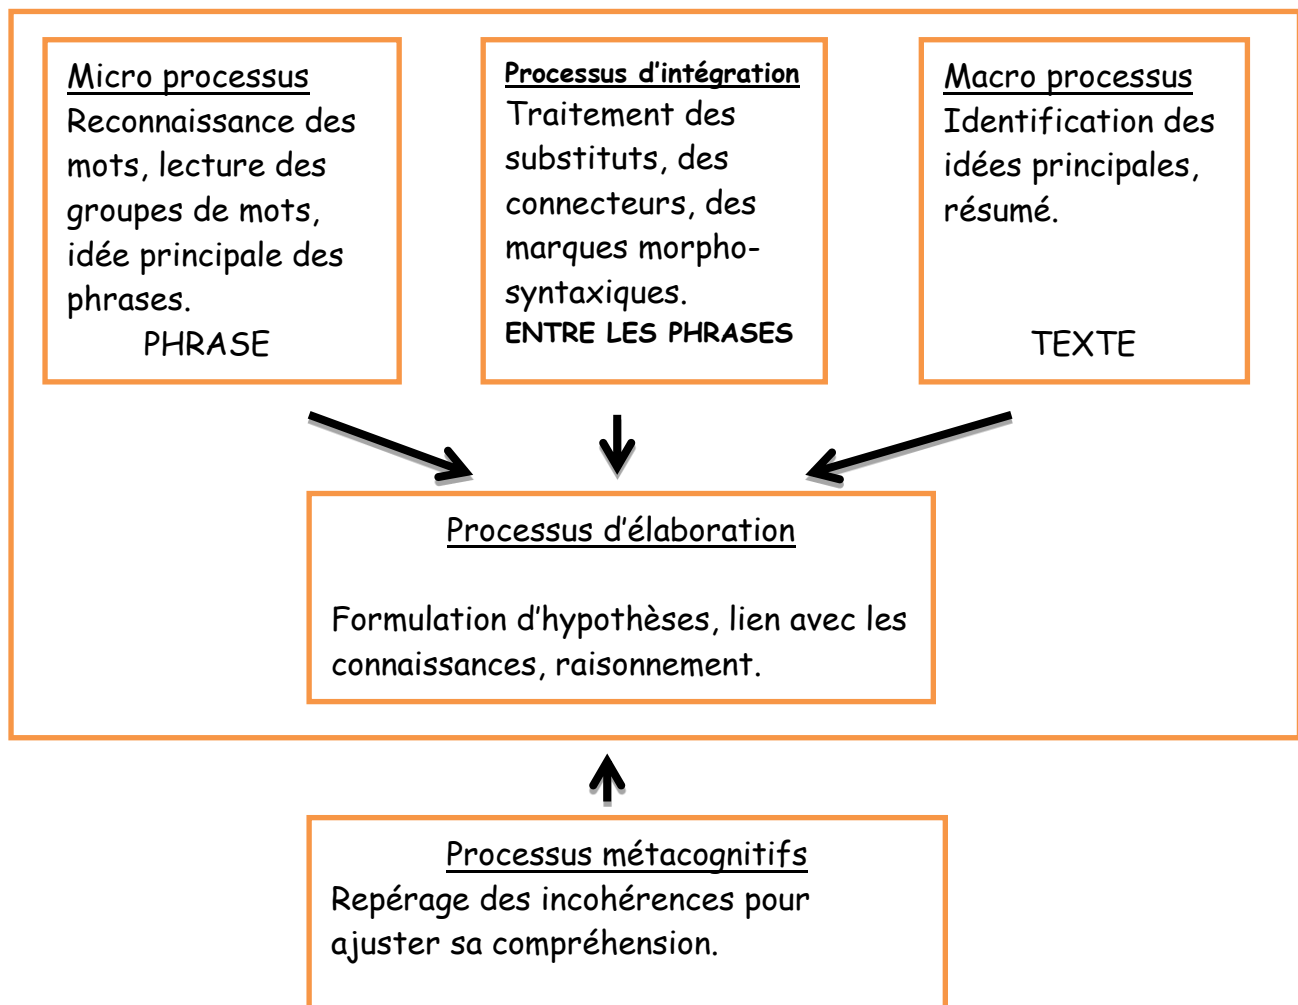 Micro processus
Reconnaissance des
mots, lecture des
groupes de mots,
idée principale des
phrases.
PHRASE
Processus d'intégration
Traitement des
substituts, des
connecteurs, des
marques morpho-
syntaxiques.
ENTRE LES PHRASES
Macro processus
Identification des
idées principales,
résumé.
TEXTE
Processus d'élaboration
Formulation d'hypothèses, lien avec les
connaissances, raisonnement.
Processus métacognitifs
Repérage des incohérences pour
ajuster sa compréhension.